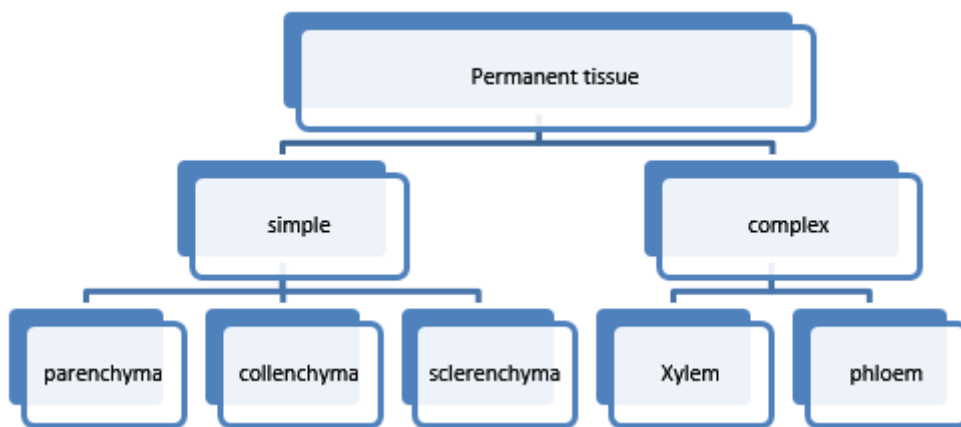 Permanent tissue
simple
complex
parenchyma
collenchyma
sclerenchyma
Xylem
phloem